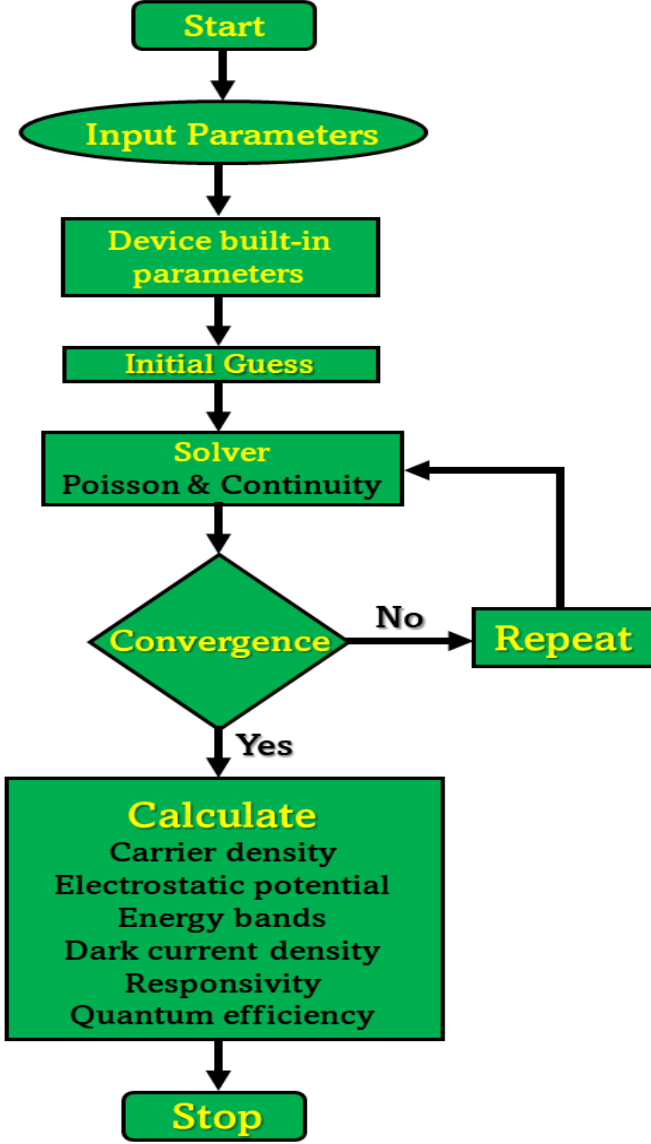 Start
Input Parameters
Device built-in
parameters
Initial Guess
Solver
Poisson & Continuity
Convergence
No
Repeat
Yes
Calculate
Carrier density
Electrostatic potential
Energy bands
Dark current density
Responsivity
Quantum efficiency
Stop